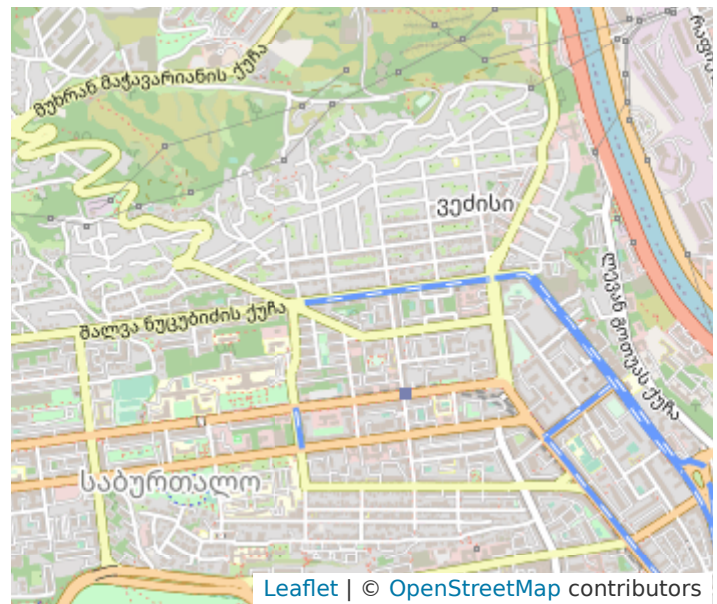 მუხრან მაჭავარიანის ქუჩა
ვეძისი
შალვა ნუცუბიძის ქუჩა
ლევან გოთუას ქუჩა
საბურთალო
Leaflet | © OpenStreetMap contributors